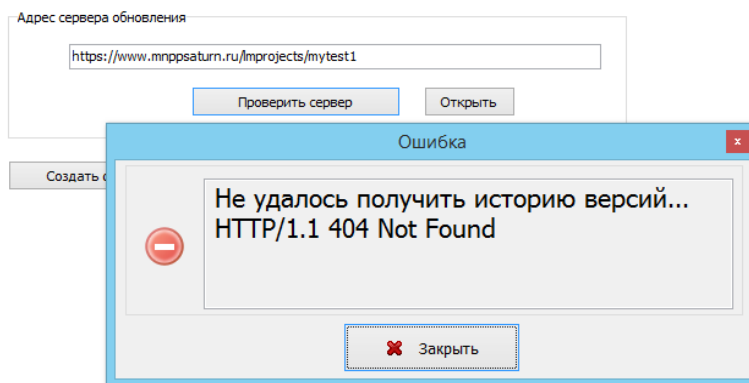 Адрес сервера обновления
https://www.mnppsaturn.ru/lmprojects/mytest1
Проверить сервер
Открыть
Ошибка
Создать
Не удалось получить историю версий...
HTTP/1.1 404 Not Found
Закрыть